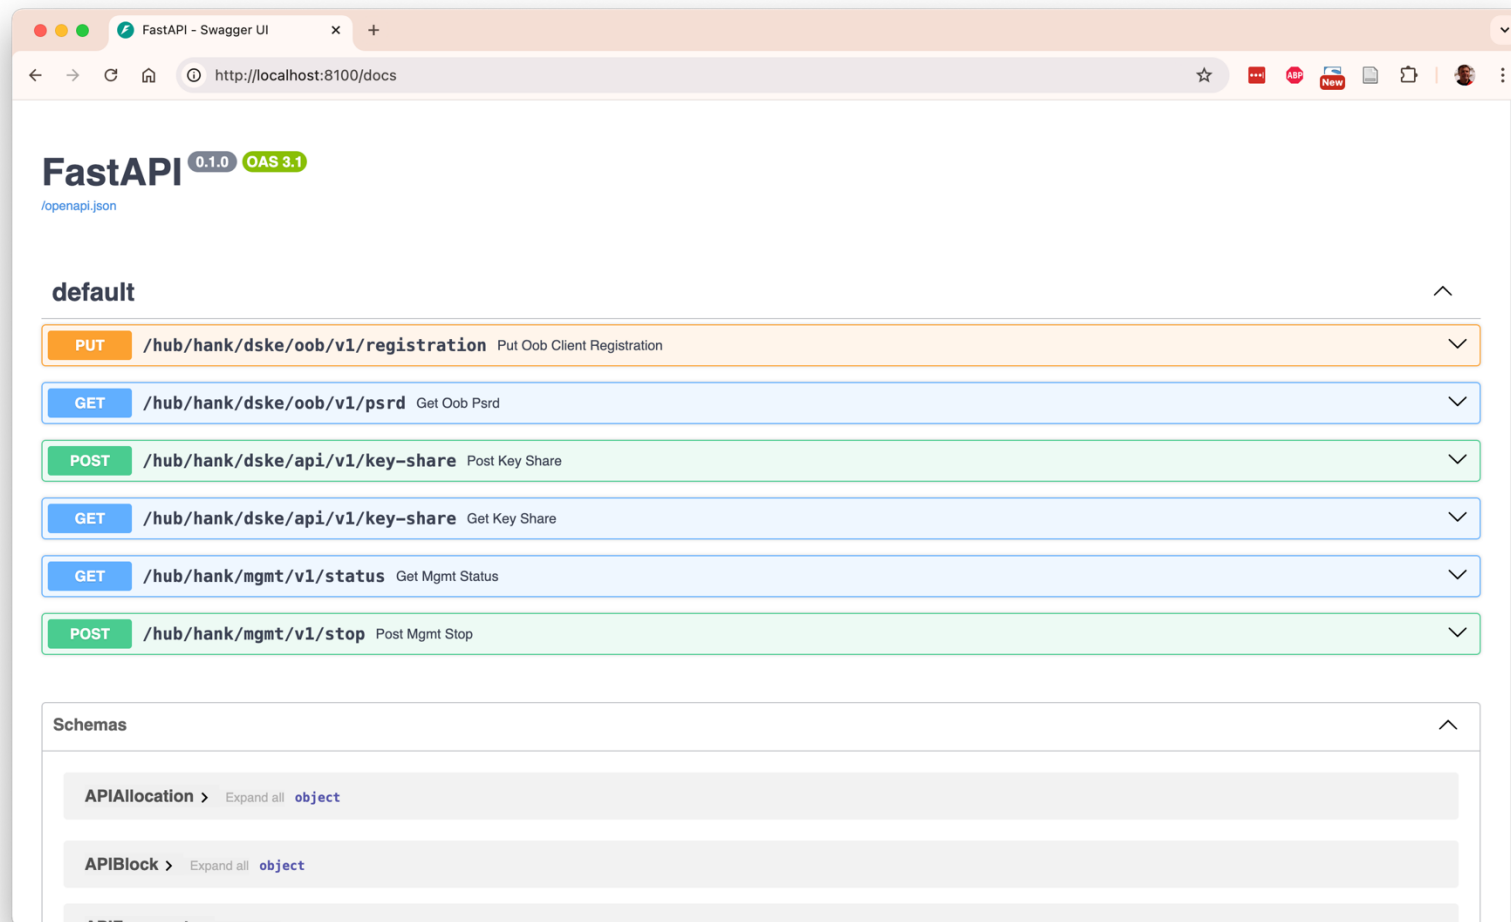 FastAPI - Swagger UI
http://localhost:8100/docs
ABP
New
FastAPI 0.1.0 OAS 3.1
/openapi.json
default
PUT /hub/hank/dske/oob/v1/registration Put Oob Client Registration
GET /hub/hank/dske/oob/v1/psrd Get Oob Psrd
POST /hub/hank/dske/api/v1/key-share Post Key Share
GET /hub/hank/dske/api/v1/key-share Get Key Share
GET /hub/hank/mgmt/v1/status Get Mgmt Status
POST /hub/hank/mgmt/v1/stop Post Mgmt Stop
Schemas
APIAllocation Expand all object
APIBlock Expand all object